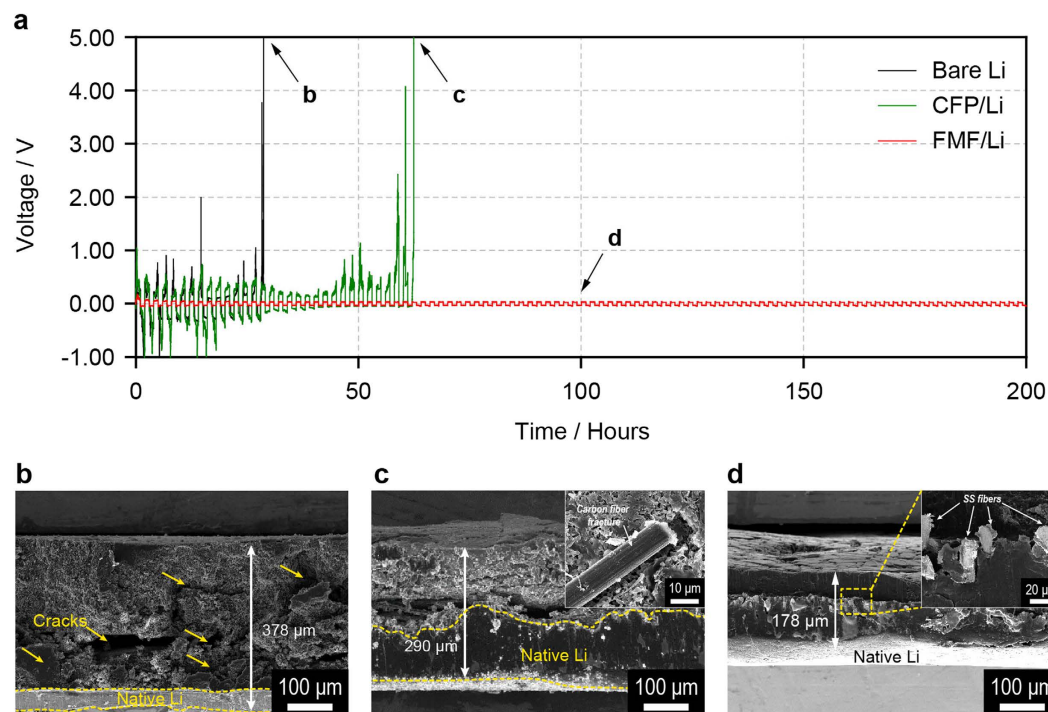 a
5.00
4.00
3.00
2.00
1.00
0.00
-1.00
Voltage / V
0
50
100
150
200
Time / Hours
b
c
d
Bare Li
CFP/Li
FMF/Li
b
Cracks
378 µm
Native Li
100 µm
c
Carbon fiber
fracture
10 µm
290 µm
Native Li
100 µm
d
SS fibers
20 µm
178 µm
Native Li
100 µm